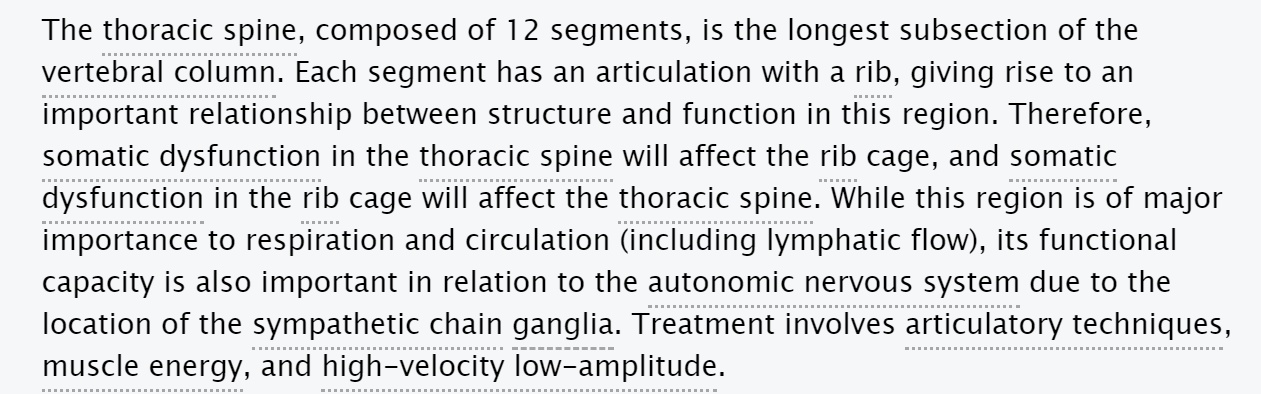 The thoracic spine, composed of 12 segments, is the longest subsection of the
vertebral column. Each segment has an articulation with a rib, giving rise to an
important relationship between structure and function in this region. Therefore,
somatic dysfunction in the thoracic spine will affect the rib cage, and somatic
dysfunction in the rib cage will affect the thoracic spine. While this region is of major
importance to respiration and circulation (including lymphatic flow), its functional
capacity is also important in relation to the autonomic nervous system due to the
location of the sympathetic chain ganglia. Treatment involves articulatory techniques,
muscle energy, and high-velocity low-amplitude.